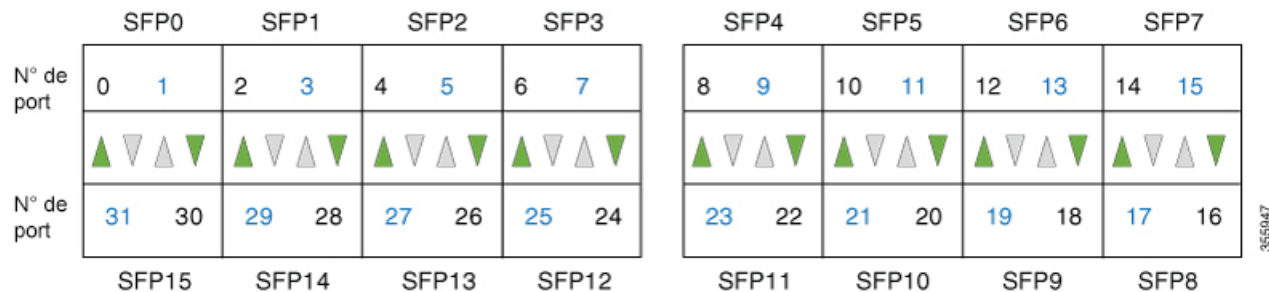 SFP0 SFP1 SFP2 SFP3 SFP4 SFP5 SFP6 SFP7
N° de
port
0 1 2 3 4 5 6 7 8 9 10 11 12 13 14 15
N° de
port
31 30 29 28 27 26 25 24 23 22 21 20 19 18 17 16
SFP15 SFP14 SFP13 SFP12 SFP11 SFP10 SFP9 SFP8
355947